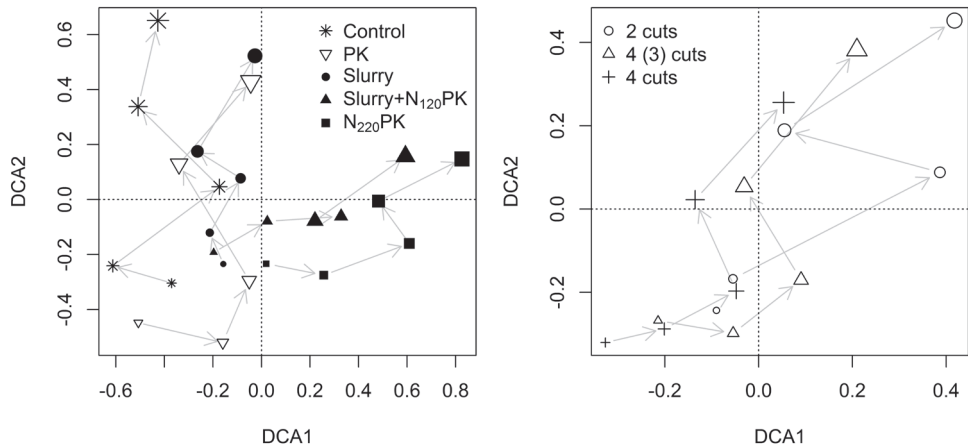 Control
PK
Slurry
Slurry+N₁₂₀PK
N₂₂₀PK
DCA2
0.6
0.4
0.2
0.0
-0.2
-0.4
-0.6
-0.4
-0.2
0.0
0.2
0.4
0.6
0.8
DCA1
2 cuts
4 (3) cuts
4 cuts
DCA2
0.4
0.2
0.0
-0.2
-0.2
0.0
0.2
0.4
DCA1